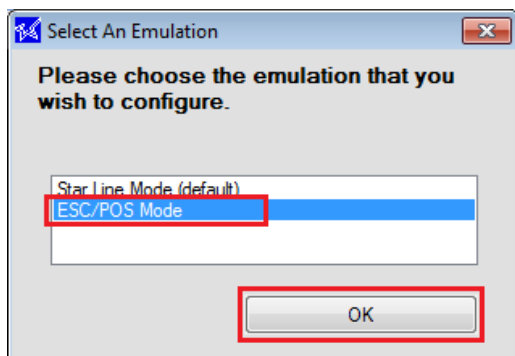 Select An Emulation
Please choose the emulation that you
wish to configure.
Star Line Mode (default)
ESC/POS Mode
OK